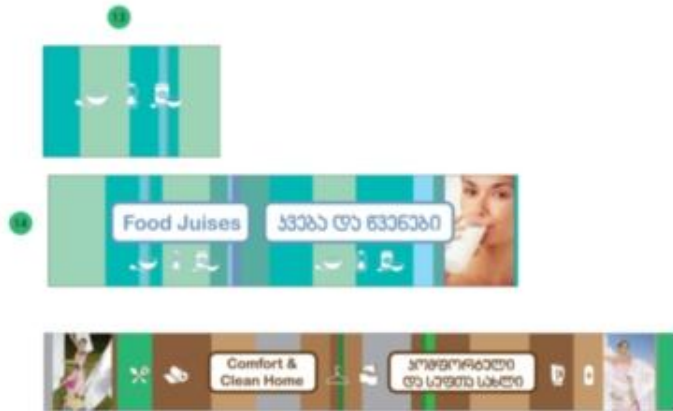 13
14
Food Juises
კვება და წვენები
Comfort &
Clean Home
კომფორტული
და სუფთა სახლი